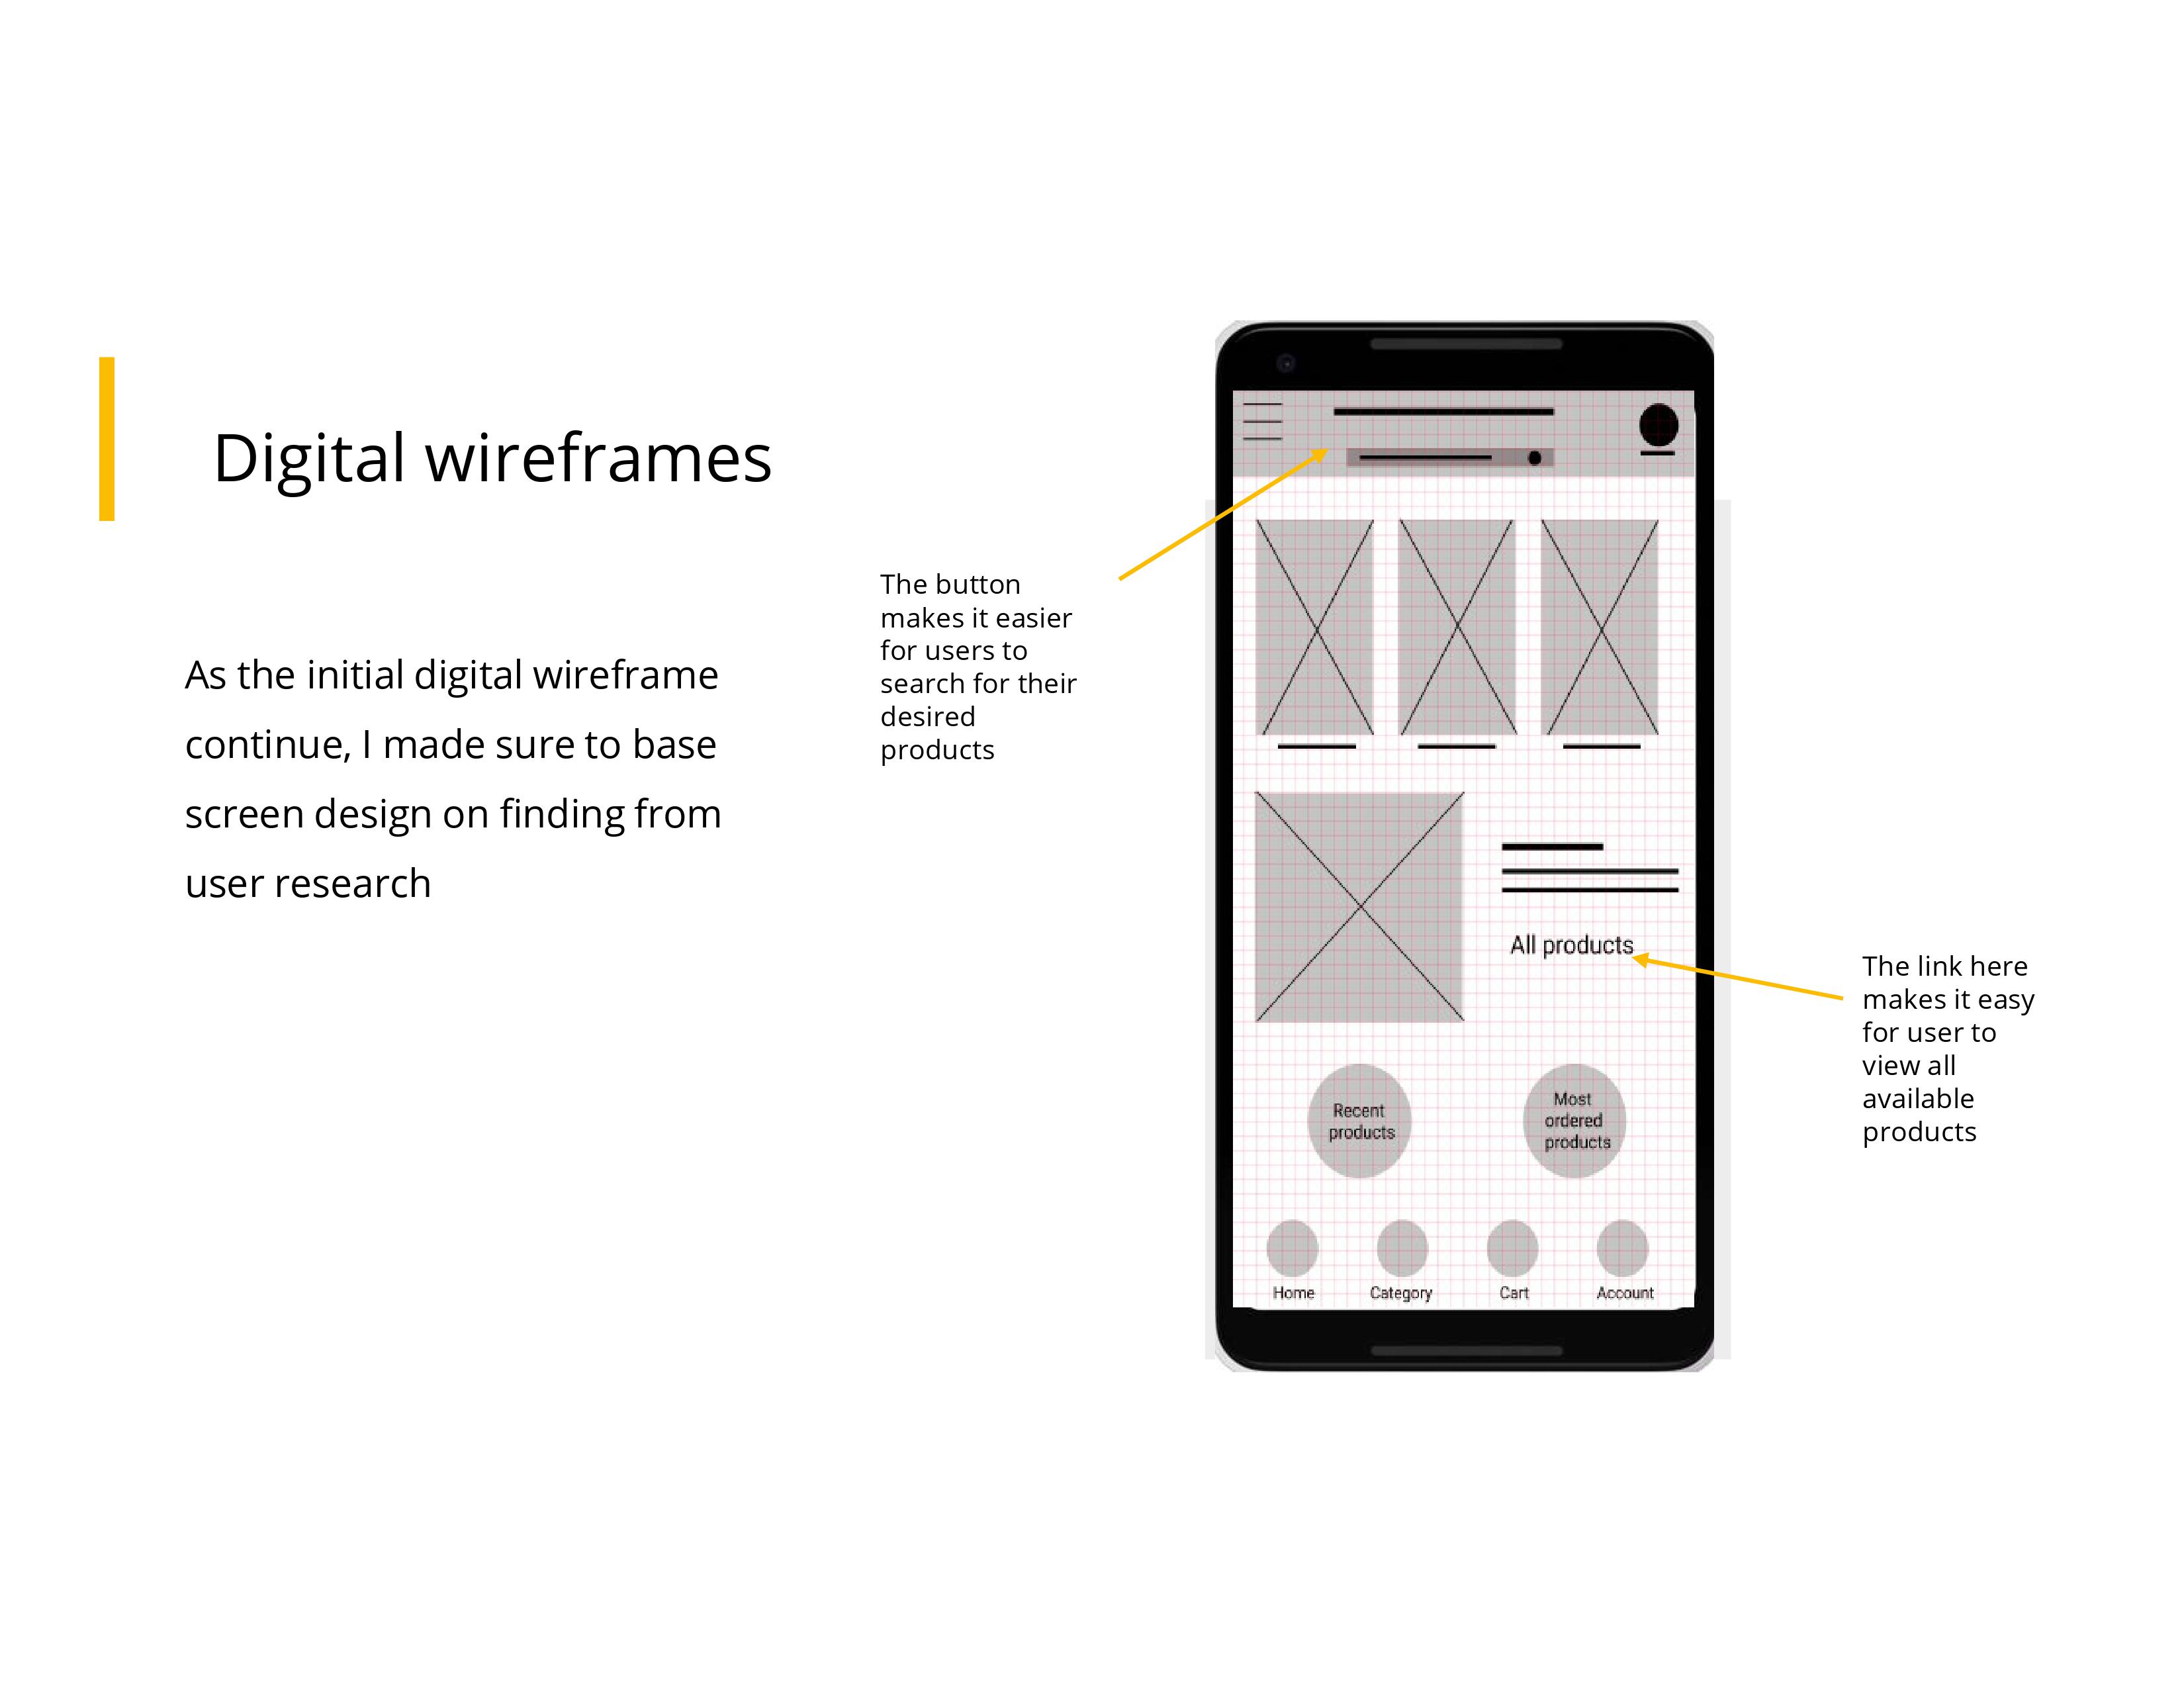 Digital wireframes
As the initial digital wireframe
continue, I made sure to base
screen design on finding from
user research
The button
makes it easier
for users to
search for their
desired
products
All products
Recent
products
Most
ordered
products
Home
Category
Cart
Account
The link here
makes it easy
for user to
view all
available
products